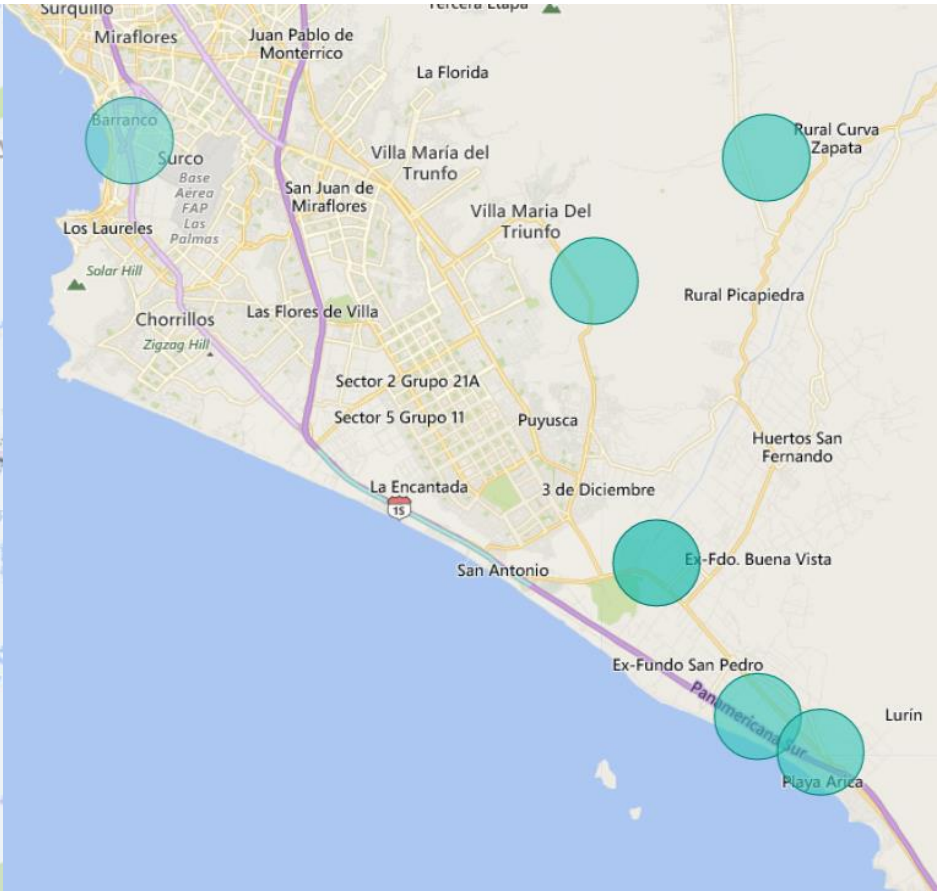 Surquillo
Tercera Etapa
Miraflores
Juan Pablo de
Monterrico
La Florida
Barranco
Rural Curva
Zapata
Surco
Villa María del
Trunfo
Base
Aérea
FAP
Las
Palmas
San Juan de
Miraflores
Villa Maria Del
Triunfo
Los Laureles
Solar Hill
Rural Picapiedra
Chorrillos
Las Flores de Villa
Zigzag Hill
Sector 2 Grupo 21A
Sector 5 Grupo 11
Puyusca
Huertos San
Fernando
La Encantada
3 de Diciembre
15
San Antonio
Ex-Fdo. Buena Vista
Ex-Fundo San Pedro
Panamericana Sur
Lurín
Playa Arica